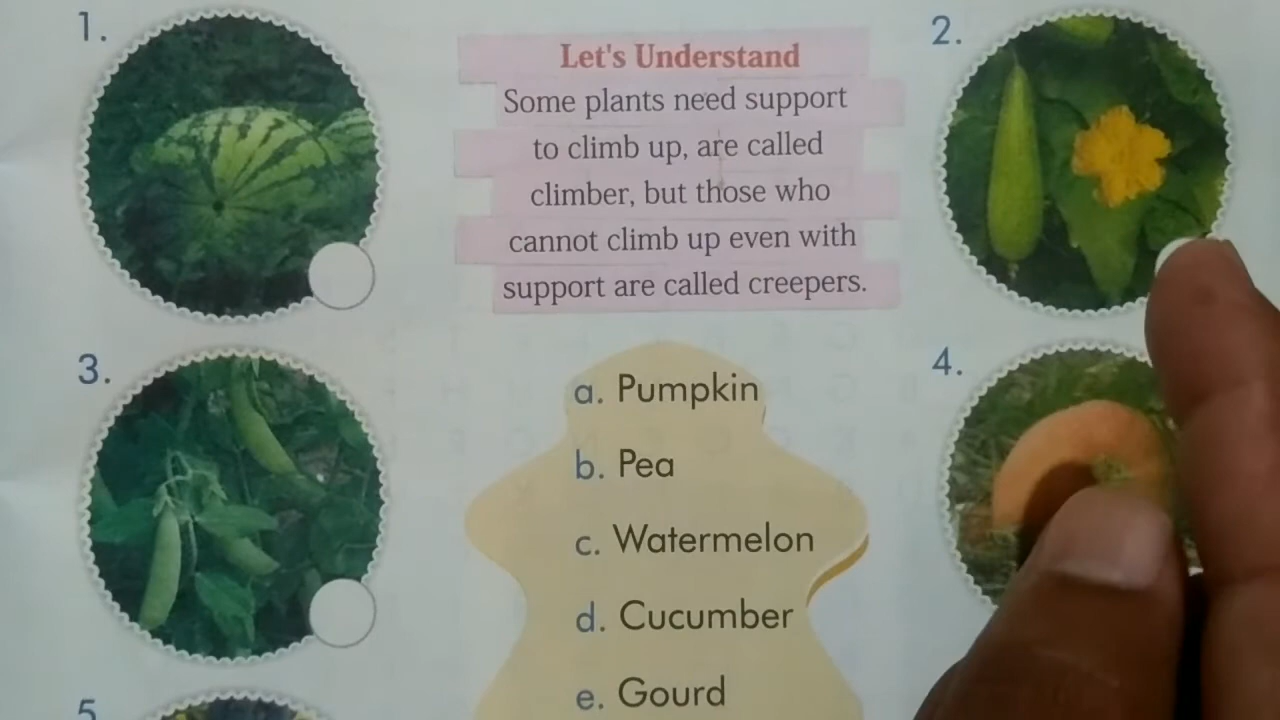 1.
Let's Understand
Some plants need support
to climb up, are called
climber, but those who
cannot climb up even with
support are called creepers.
2.
3.
a. Pumpkin
b. Pea
c. Watermelon
d. Cucumber
e. Gourd
4.
5